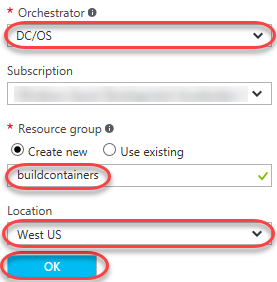 * Orchestrator
DC/OS
Subscription
* Resource group
Create new Use existing
buildcontainers
Location
West US
OK